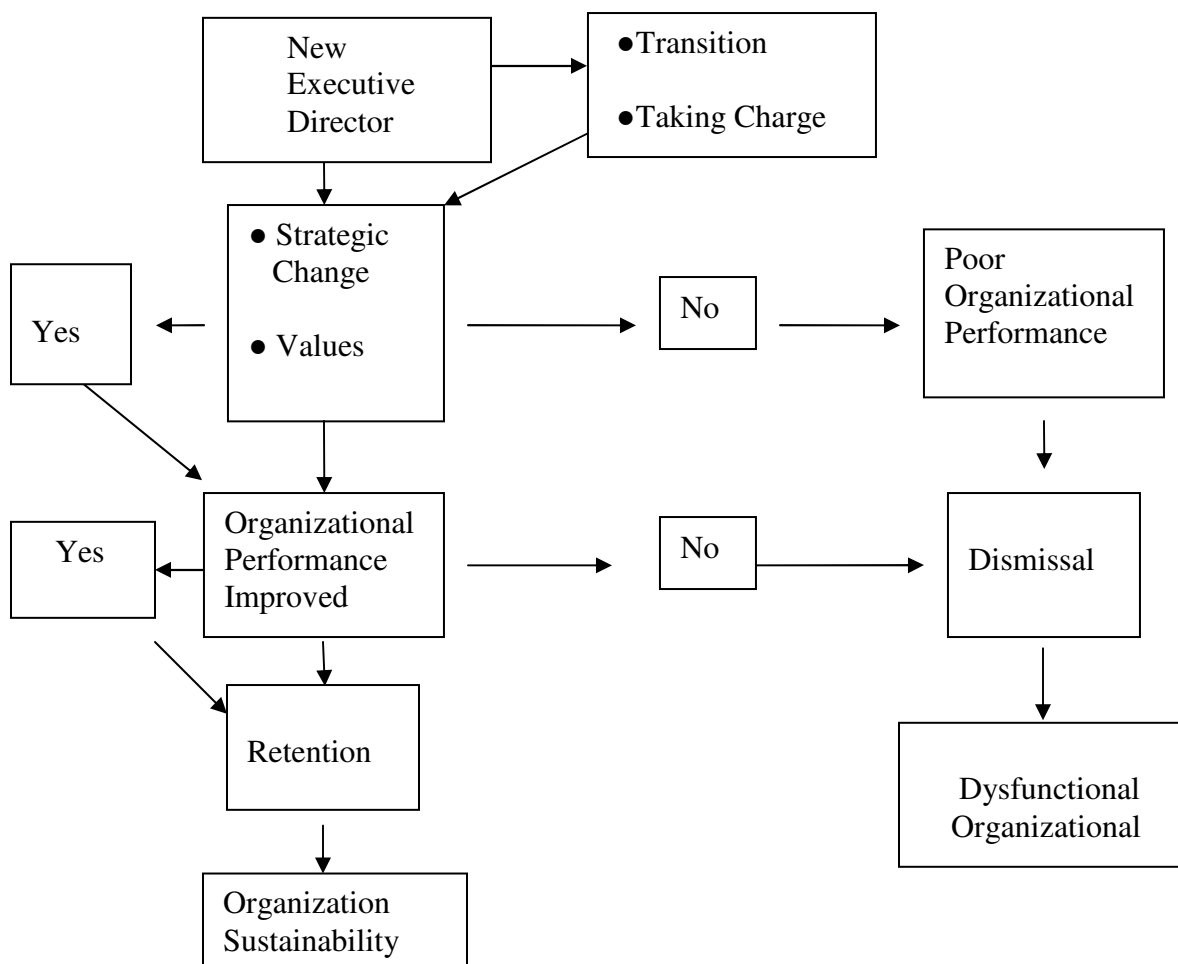 New
Executive
Director
●Transition
●Taking Charge
● Strategic
Change
● Values
Yes
No
Poor
Organizational
Performance
Yes
Organizational
Performance
Improved
No
Dismissal
Retention
Dysfunctional
Organizational
Organization
Sustainability